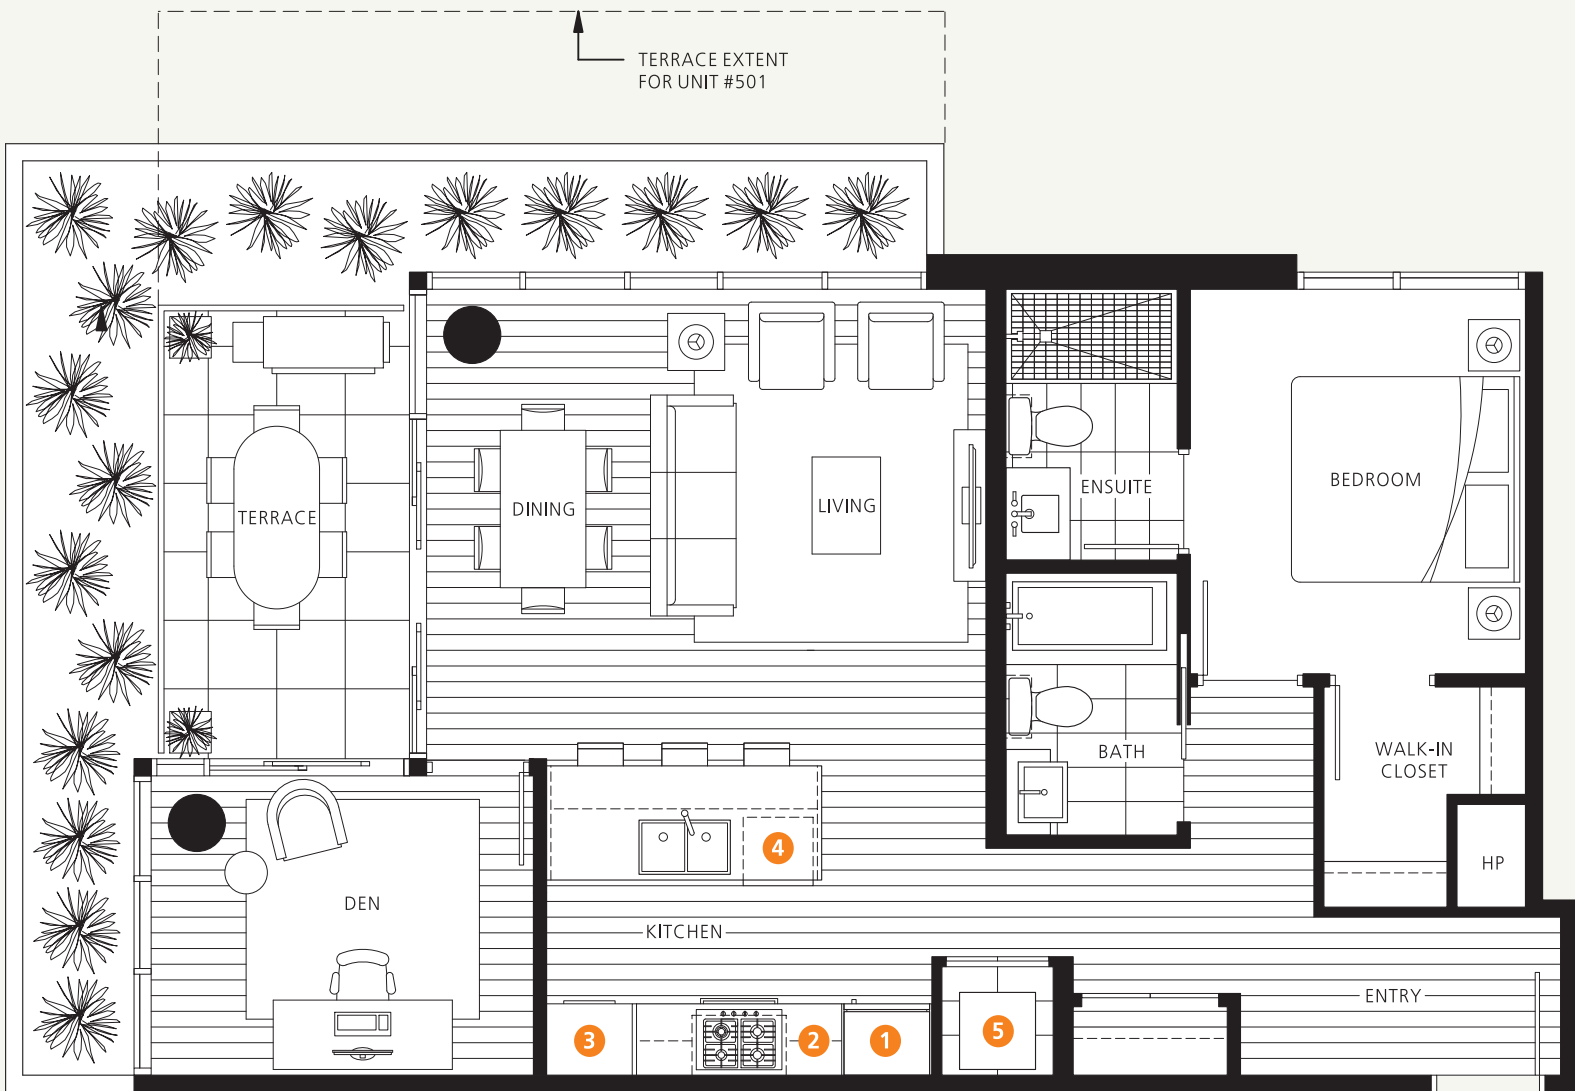 TERRACE EXTENT
FOR UNIT #501
TERRACE
DINING
LIVING
ENSUITE
BEDROOM
BATH
WALK-IN
CLOSET
HP
4
DEN
KITCHEN
ENTRY
3
2
1
5